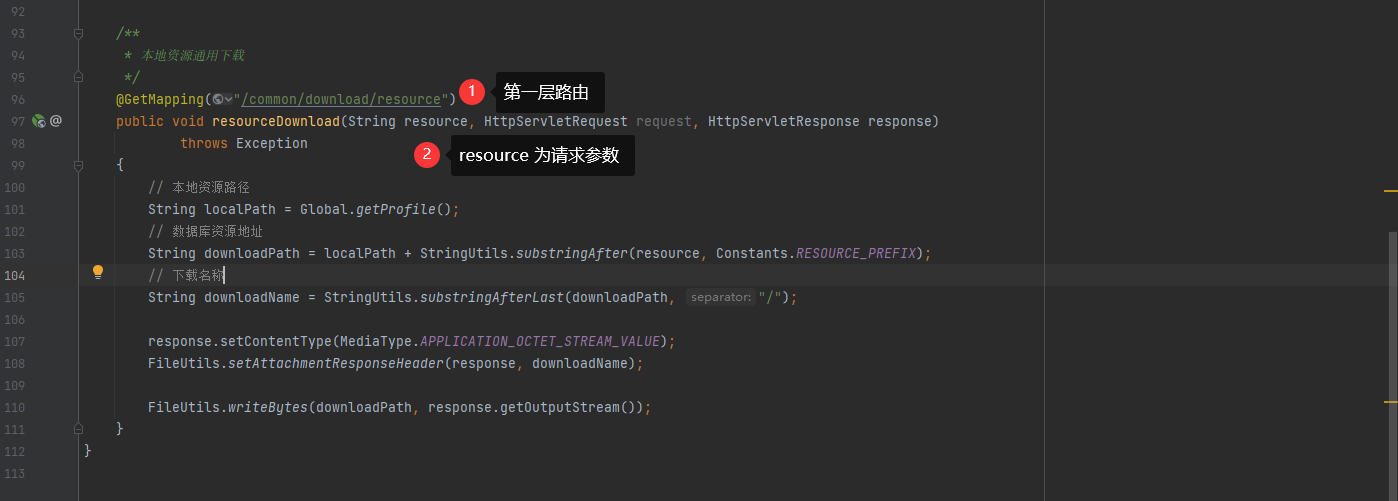 92
93 /**
94 * 本地资源通用下载
95 */
96 @GetMapping("/common/download/resource") 1 第一层路由
97 @ public void resourceDownload(String resource, HttpServletRequest request, HttpServletResponse response)
98 throws Exception 2 resource 为请求参数
99 {
100 // 本地资源路径
101 String localPath = Global.getProfile();
102 // 数据库资源地址
103 String downloadPath = localPath + StringUtils.substringAfter(resource, Constants.RESOURCE_PREFIX);
104 // 下载名称
105 String downloadName = StringUtils.substringAfterLast(downloadPath, separator: "/");
106
107 response.setContentType(MediaType.APPLICATION_OCTET_STREAM_VALUE);
108 FileUtils.setAttachmentResponseHeader(response, downloadName);
109
110 FileUtils.writeBytes(downloadPath, response.getOutputStream());
111 }
112 }
113